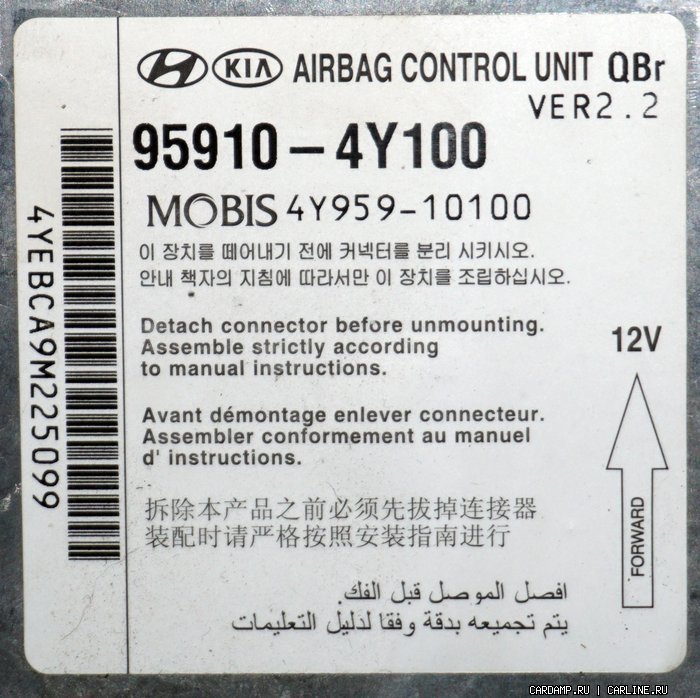 HYUNDAI KIA AIRBAG CONTROL UNIT QBr
VER2.2
95910-4Y100
MOBIS 4Y959-10100
이 장치를 떼어내기 전에 커넥터를 분리 시키시오.
안내 책자의 지침에 따라서만 이 장치를 조립하십시오.
Detach connector before unmounting.
Assemble strictly according
to manual instructions.
12V
Avant démontage enlever connecteur.
Assembler conformement au manuel
d' instructions.
FORWARD
拆除本产品之前必须先拔掉连接器
装配时请严格按照安装指南进行
افصل الموصل قبل الفك.
يتم تجميعه بدقة وفقا لدليل التعليمات
4YEBCA9M225099
CARDAMP.RU | CARLINE.RU